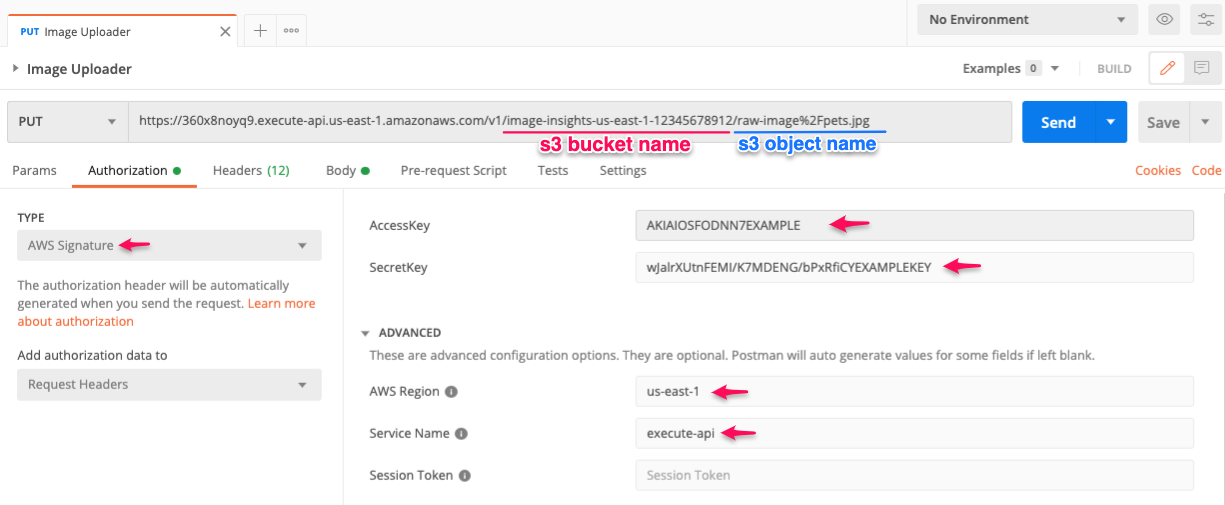 PUT Image Uploader
No Environment
Image Uploader
Examples 0
BUILD
PUT
https://360x8noyq9.execute-api.us-east-1.amazonaws.com/v1/image-insights-us-east-1-12345678912/raw-image%2Fpets.jpg
Send
Save
s3 bucket name
s3 object name
Params
Authorization
Headers (12)
Body
Pre-request Script
Tests
Settings
Cookies
Code
TYPE
AWS Signature
The authorization header will be automatically
generated when you send the request. Learn more
about authorization
Add authorization data to
Request Headers
AccessKey
AKIAIOSFODNN7EXAMPLE
SecretKey
wJalrXUtnFEMI/K7MDENG/bPxRfiCYEXAMPLEKEY
ADVANCED
These are advanced configuration options. They are optional. Postman will auto generate values for some fields if left blank.
AWS Region
us-east-1
Service Name
execute-api
Session Token
Session Token